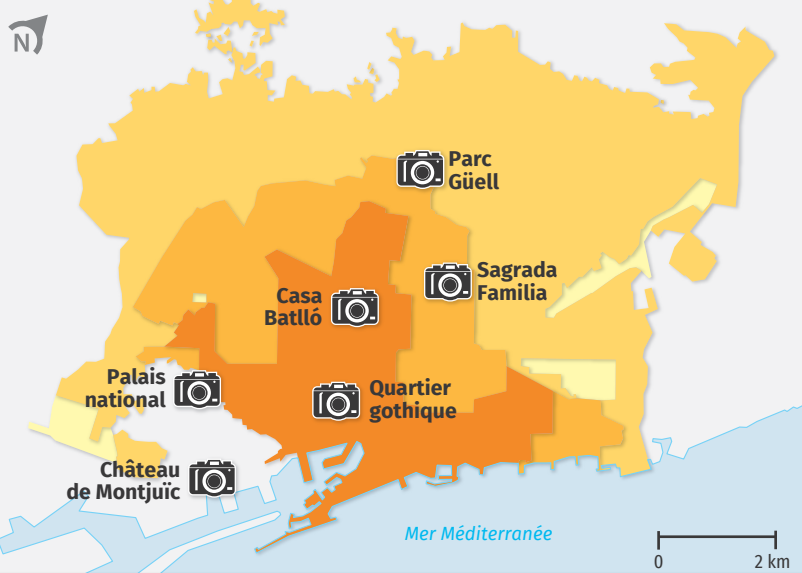 N
Parc
Güell
Sagrada
Familia
Casa
Batlló
Palais
national
Quartier
gothique
Château
de Montjuïc
Mer Méditerranée
0
2 km